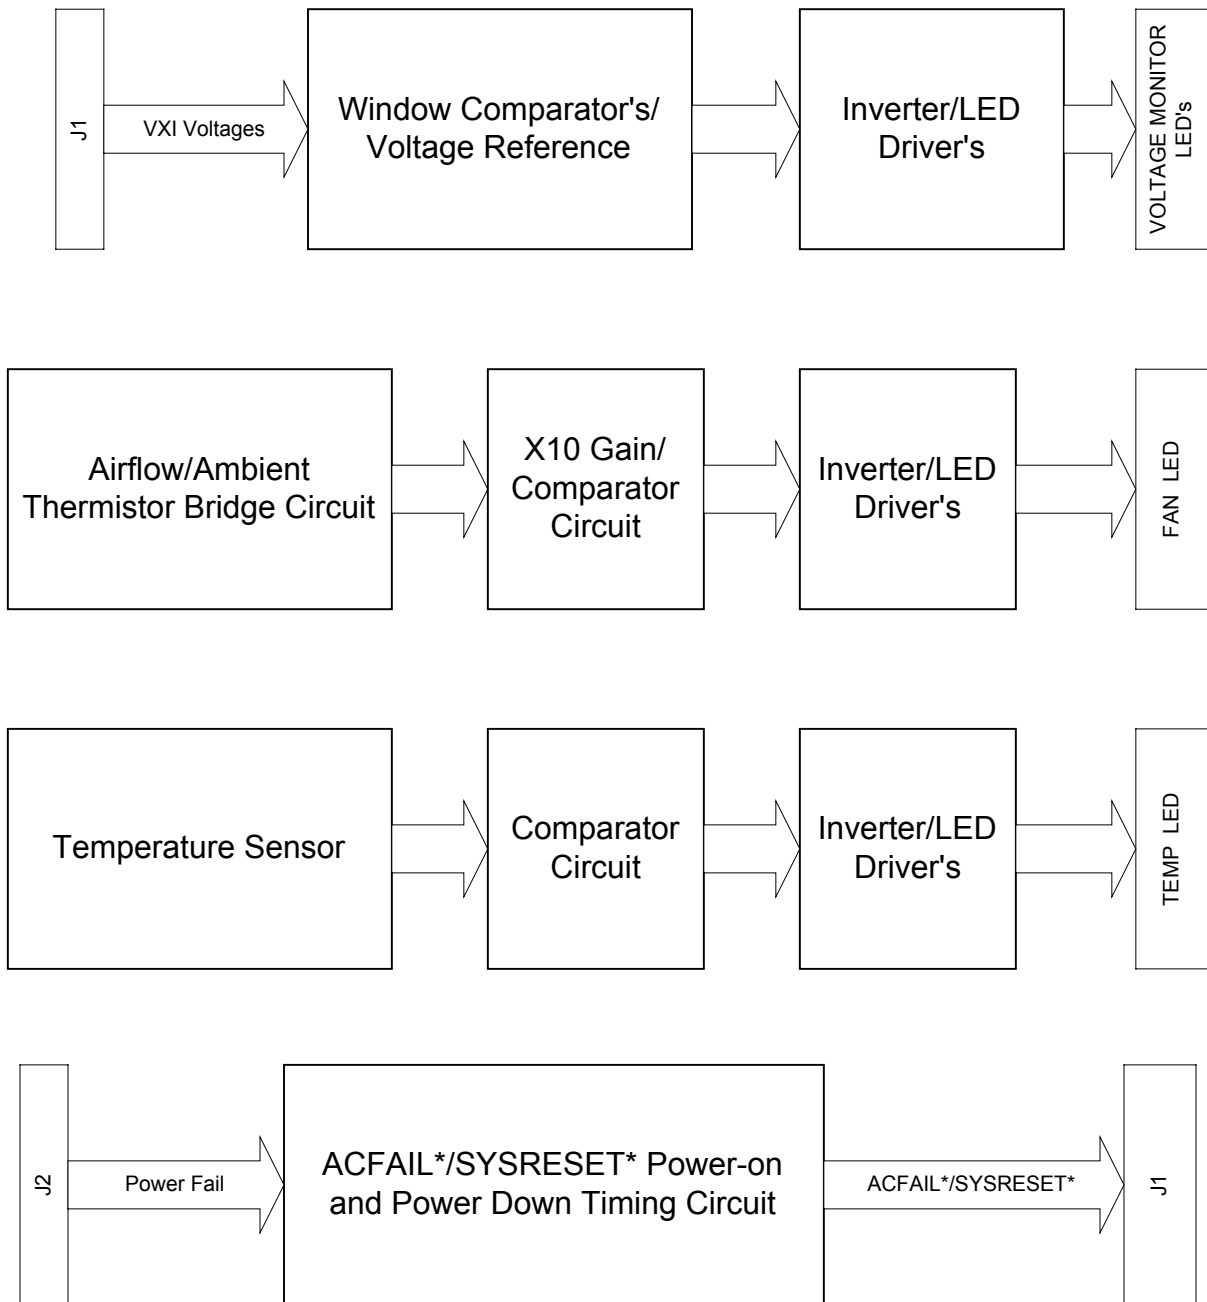 J1
VXI Voltages
Window Comparator's/
Voltage Reference
Inverter/LED
Driver's
VOLTAGE MONITOR
LED's
Airflow/Ambient
Thermistor Bridge Circuit
X10 Gain/
Comparator
Circuit
Inverter/LED
Driver's
FAN LED
Temperature Sensor
Comparator
Circuit
Inverter/LED
Driver's
TEMP LED
J2
Power Fail
ACFAIL*/SYSRESET* Power-on
and Power Down Timing Circuit
ACFAIL*/SYSRESET*
J1